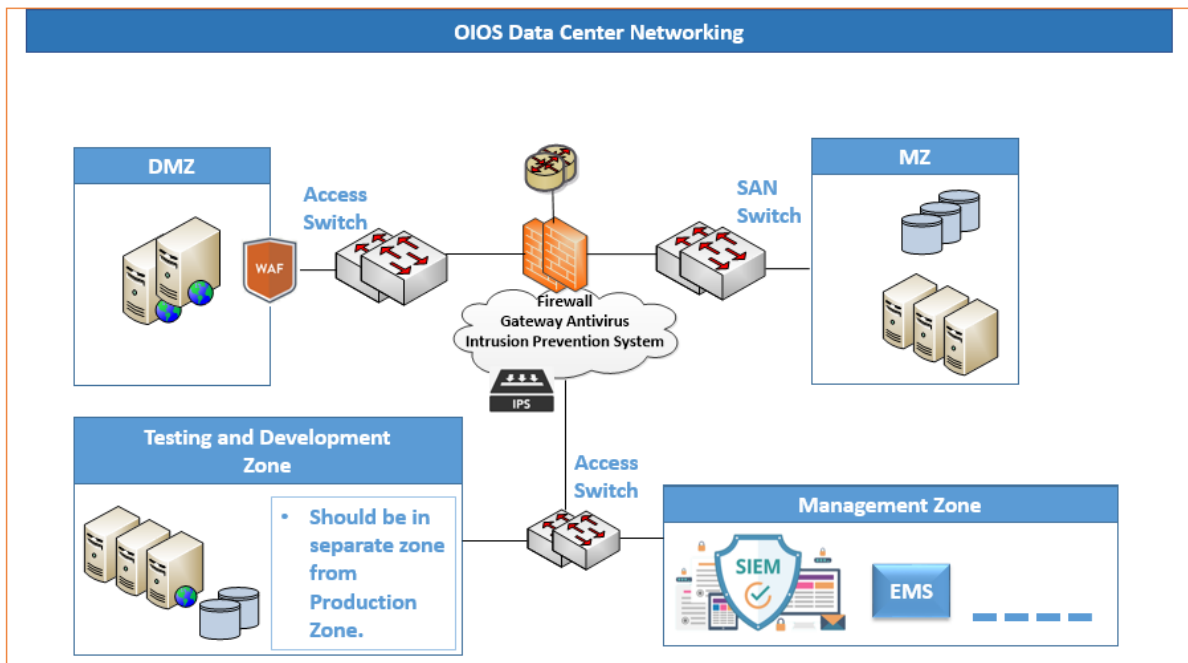 OIOS Data Center Networking
DMZ
Access
Switch
WAF
SAN
Switch
MZ
Firewall
Gateway Antivirus
Intrusion Prevention System
IPS
Testing and Development
Zone
• Should be in
separate zone
from
Production
Zone.
Access
Switch
Management Zone
SIEM
EMS